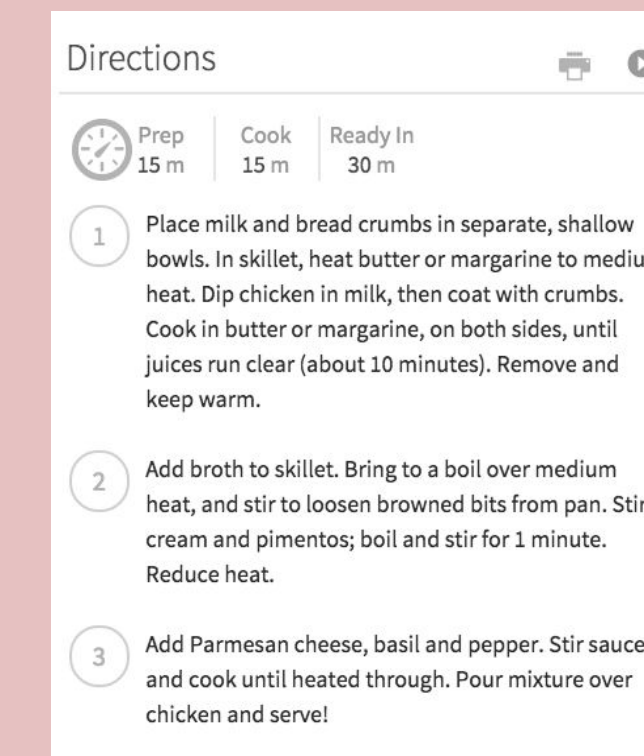 Directions
Prep Cook Ready In
15 m 15 m 30 m
1 Place milk and bread crumbs in separate, shallow
bowls. In skillet, heat butter or margarine to
heat. Dip chicken in milk, then coat with crumbs.
Cook in butter or margarine, on both sides, until
juices run clear (about 10 minutes). Remove and
keep warm.
2 Add broth to skillet. Bring to a boil over medium
heat, and stir to loosen browned bits from pan. Stir
cream and pimentos; boil and stir for 1 minute.
Reduce heat.
3 Add Parmesan cheese, basil and pepper. Stir sauce
and cook until heated through. Pour mixture over
chicken and serve!